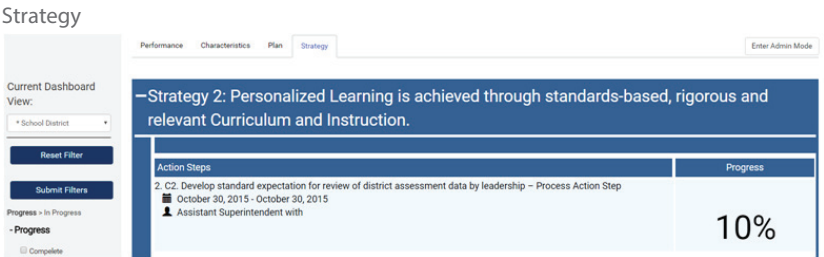 Strategy
Performance Characteristics Plan Strategy
Enter Admin Mode
Current Dashboard
View:
* School District
Reset Filter
Submit Filters
Progress > In Progress
- Progress
Compelete
−Strategy 2: Personalized Learning is achieved through standards-based, rigorous and
relevant Curriculum and Instruction.
Action Steps Progress
2. C2. Develop standard expectation for review of district assessment data by leadership – Process Action Step
October 30, 2015 - October 30, 2015
Assistant Superintendent with
10%